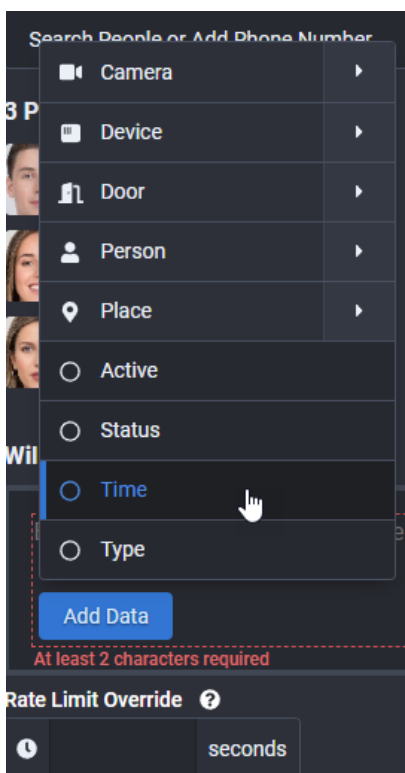 Search People or Add Phone Number
Camera
3 P
Device
Door
Person
Place
Active
Status
Wil
Time
Type
Add Data
At least 2 characters required
Rate Limit Override
seconds